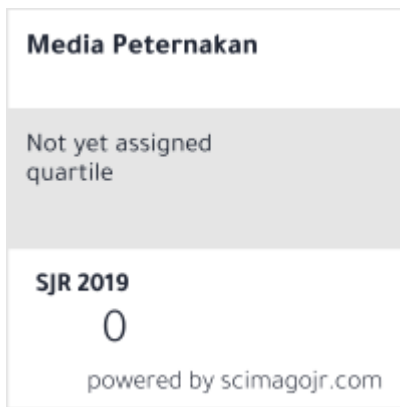 Media Peternakan
Not yet assigned
quartile
SJR 2019
0
powered by scimagojr.com